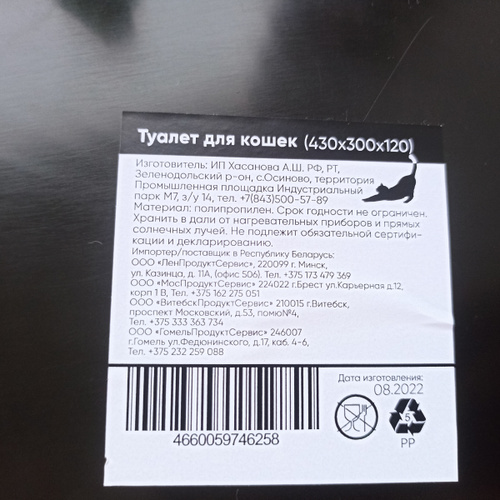 Туалет для кошек (430х300х120)
Изготовитель: ИП Хасанова А.Ш. РФ, РТ,
Зеленодольский р-он, с.Осиново, территория
Промышленная площадка Индустриальный
парк М7, з/у 14, тел. +7(843)500-57-89
Материал: полипропилен. Срок годности не ограничен.
Хранить в дали от нагревательных приборов и прямых
солнечных лучей. Не подлежит обязательной сертифи-
кации и декларированию.
Импортер/поставщик в Республику Беларусь:
ООО «ЛенПродуктСервис», 220099 г. Минск,
ул. Казинца, д. 11А, (офис 506). Тел. +375 173 479 369
ООО «МосПродуктСервис» 224022 г.Брест ул.Карьерная д.12,
корп 1 В, Тел. +375 162 275 051
ООО «ВитебскПродуктСервис» 210015 г.Витебск,
проспект Московский, д.53, помю№4,
Тел. +375 333 363 734
ООО «ГомельПродуктСервис» 246007
г.Гомель ул.Федюнинского, д.17, каб. 4-6,
Тел. +375 232 259 088
Дата изготовления:
08.2022
5
PP
4660059746258